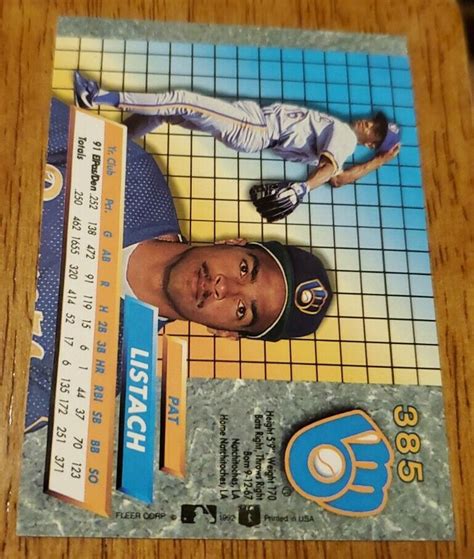 385
Height 5'9" Weight 170
Bats Right, Throws Right
Born 9-12-67
Natchitoches, LA
Home-Natchitoches, LA
PAT
LISTACH
Yr. Club Pct. G AB R H 2B 3B HR RBI SB BB SO
91 ElPas/Den .252 138 472 91 119 15 6 1 44 37 70 123
Totals .250 462 1655 320 414 52 17 6 135 172 251 371
FLEER CORP. © 1992 Printed in USA